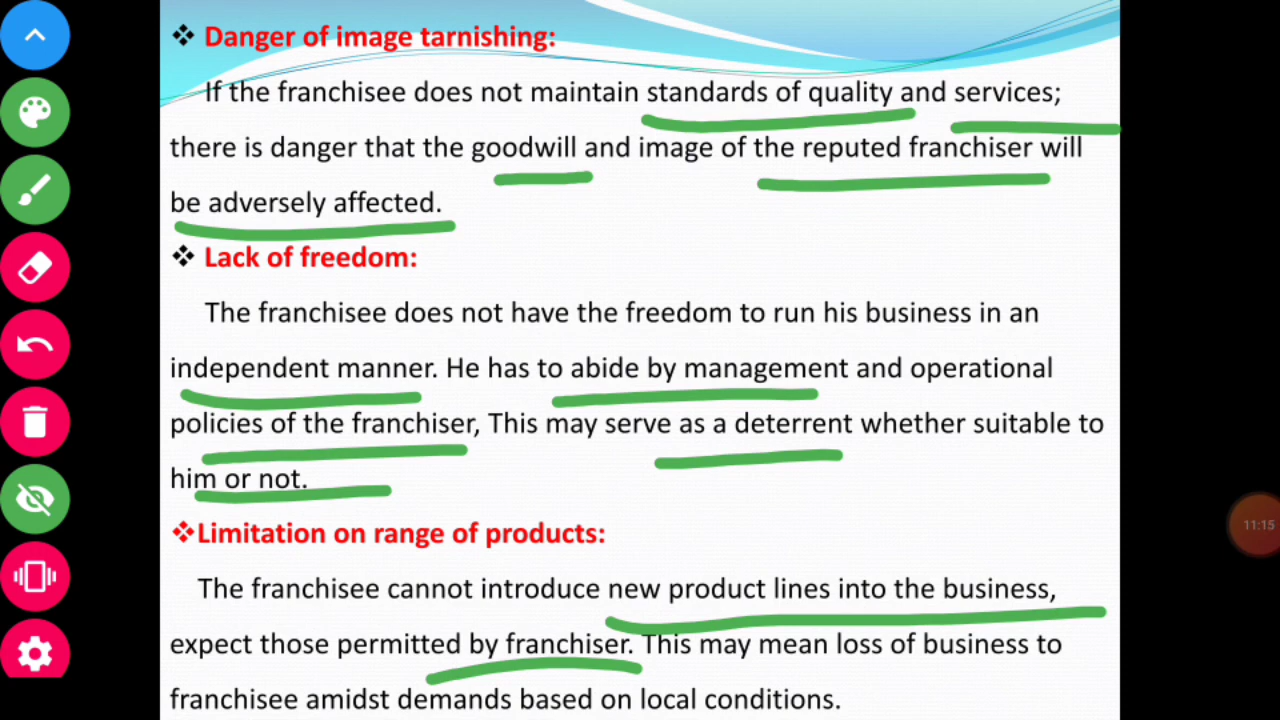 ❖ Danger of image tarnishing:
If the franchisee does not maintain standards of quality and services;
there is danger that the goodwill and image of the reputed franchiser will
be adversely affected.
❖ Lack of freedom:
The franchisee does not have the freedom to run his business in an
independent manner. He has to abide by management and operational
policies of the franchiser, This may serve as a deterrent whether suitable to
him or not.
❖Limitation on range of products:
The franchisee cannot introduce new product lines into the business,
expect those permitted by franchiser. This may mean loss of business to
franchisee amidst demands based on local conditions.
11:15